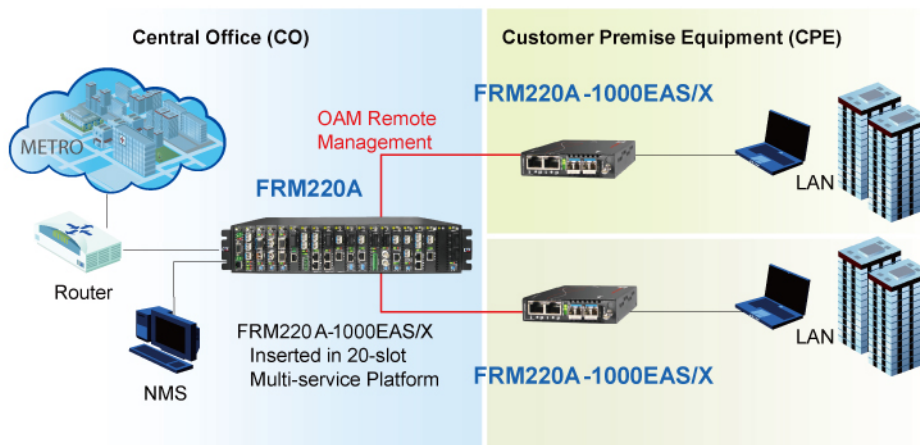 Central Office (CO)
Customer Premise Equipment (CPE)
METRO
OAM Remote
Management
FRM220A
Router
NMS
FRM220A-1000EAS/X
Inserted in 20-slot
Multi-service Platform
FRM220A-1000EAS/X
LAN
LAN
FRM220A-1000EAS/X